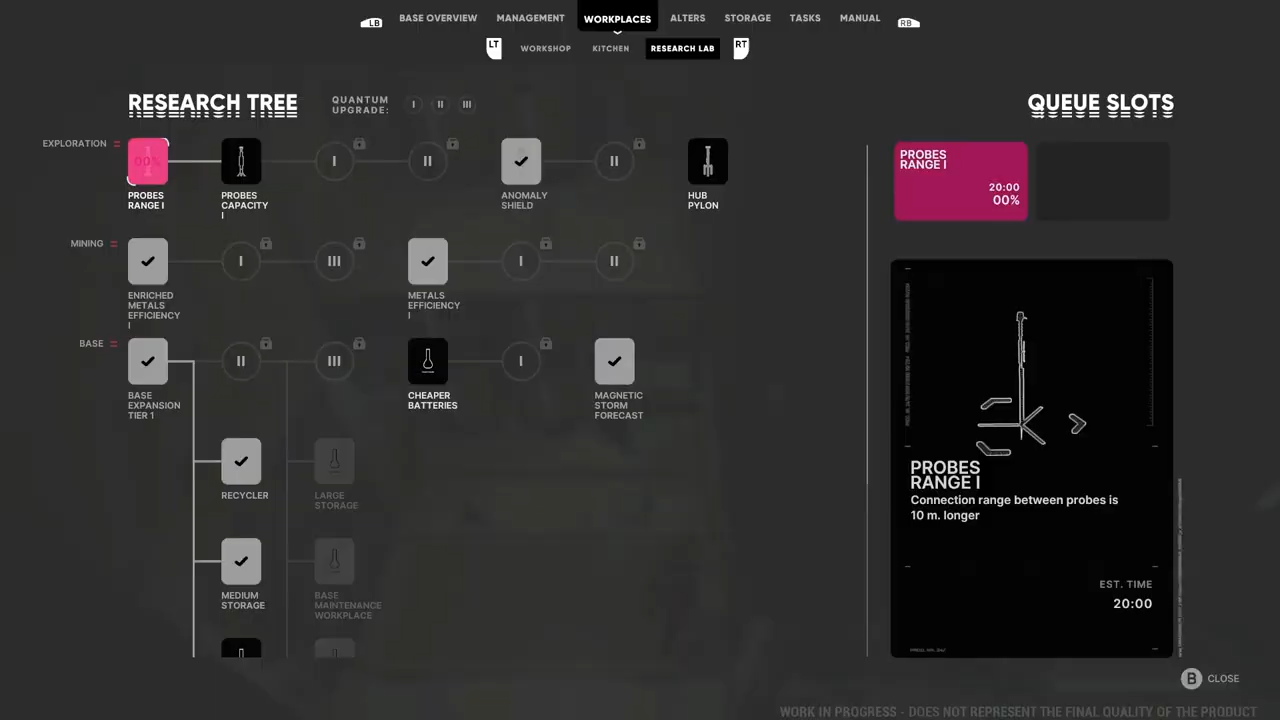 LB BASE OVERVIEW MANAGEMENT WORKPLACES ALTERS STORAGE TASKS MANUAL RB
LT WORKSHOP KITCHEN RESEARCH LAB RT
RESEARCH TREE
QUANTUM
UPGRADE:
I II III
QUEUE SLOTS
EXPLORATION
00%
I
II
II
PROBES
RANGE I
PROBES
CAPACITY
I
ANOMALY
SHIELD
HUB
PYLON
MINING
I
III
I
II
ENRICHED
METALS
EFFICIENCY
I
METALS
EFFICIENCY
I
BASE
II
III
I
BASE
EXPANSION
TIER 1
CHEAPER
BATTERIES
MAGNETIC
STORM
FORECAST
RECYCLER
LARGE
STORAGE
MEDIUM
STORAGE
BASE
MAINTENANCE
WORKPLACE
PROBES
RANGE I
20:00
00%
PROBES
RANGE I
Connection range between probes is
10 m. longer
EST. TIME
20:00
B CLOSE
WORK IN PROGRESS - DOES NOT REPRESENT THE FINAL QUALITY OF THE PRODUCT